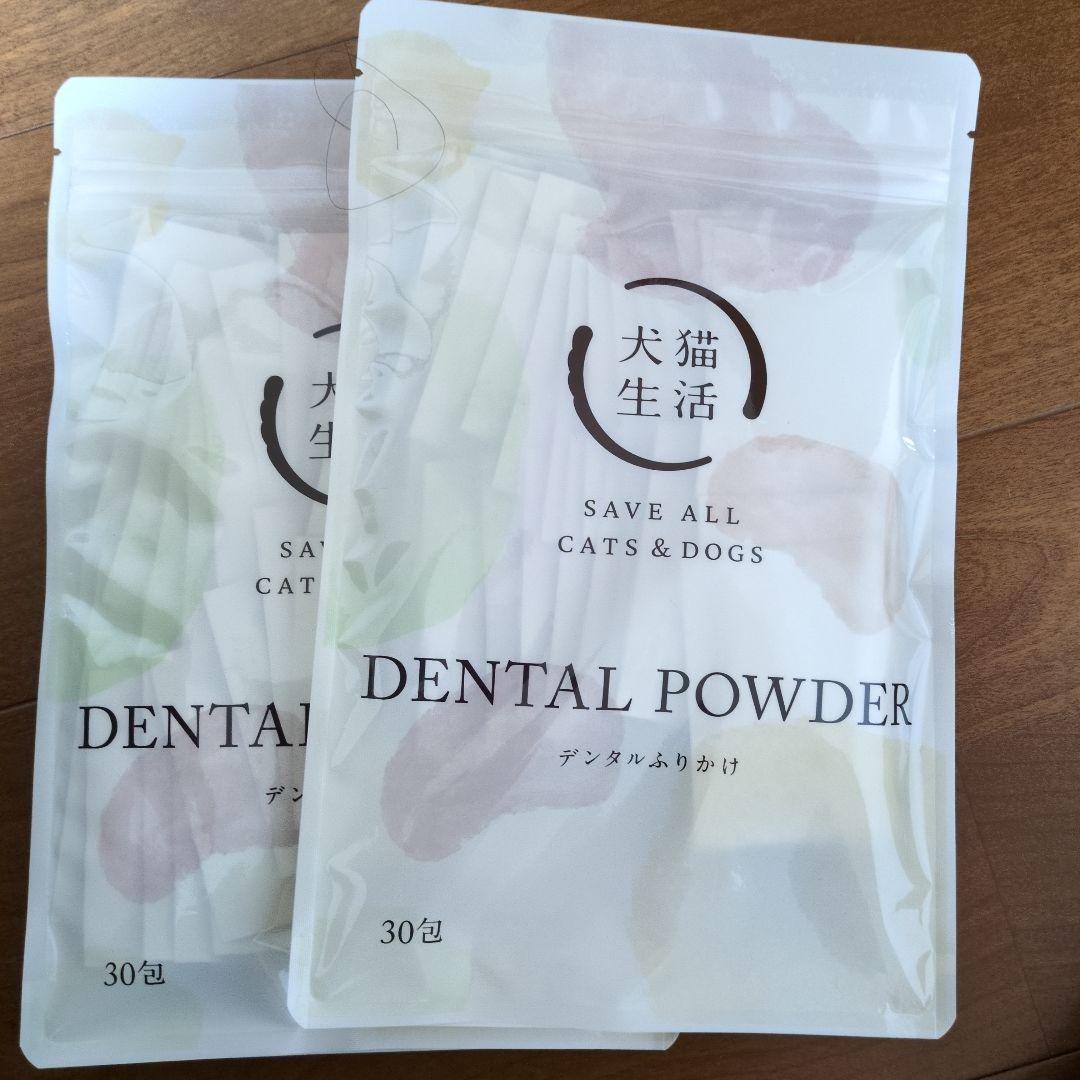 犬猫
生活
SAVE ALL
CATS & DOGS
DENTAL POWDER
デンタルふりかけ
30包
犬
生
SAV
CAT
DENTAL
デン
30包